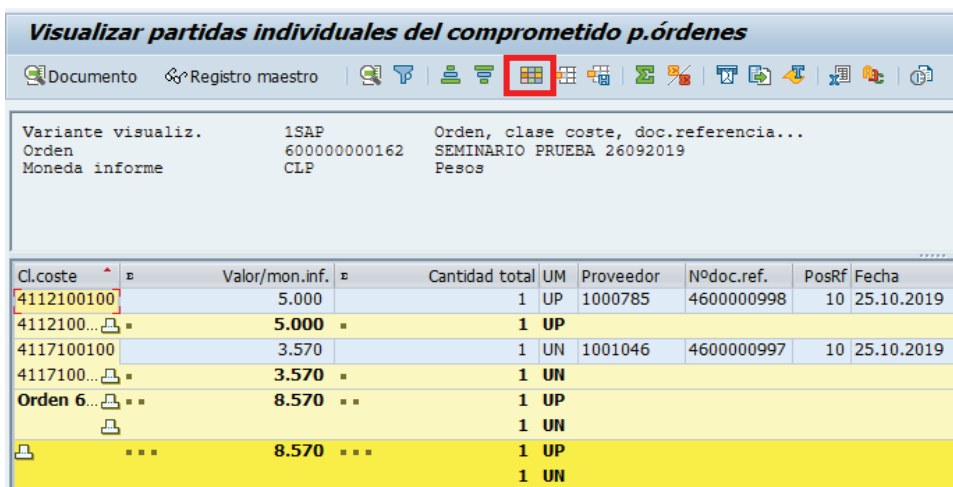 Visualizar partidas individuales del comprometido p.órdenes
Documento Registro maestro
Variante visualiz. 1SAP Orden, clase coste, doc.referencia...
Orden 600000000162 SEMINARIO PRUEBA 26092019
Moneda informe CLP Pesos
Cl.coste Σ Valor/mon.inf. Σ Cantidad total UM Proveedor Nºdoc.ref. PosRf Fecha
4112100100 5.000 1 UP 1000785 4600000998 10 25.10.2019
4112100... 5.000 1 UP
4117100100 3.570 1 UN 1001046 4600000997 10 25.10.2019
4117100... 3.570 1 UN
Orden 6... 8.570 1 UP
1 UN
8.570 1 UP
1 UN